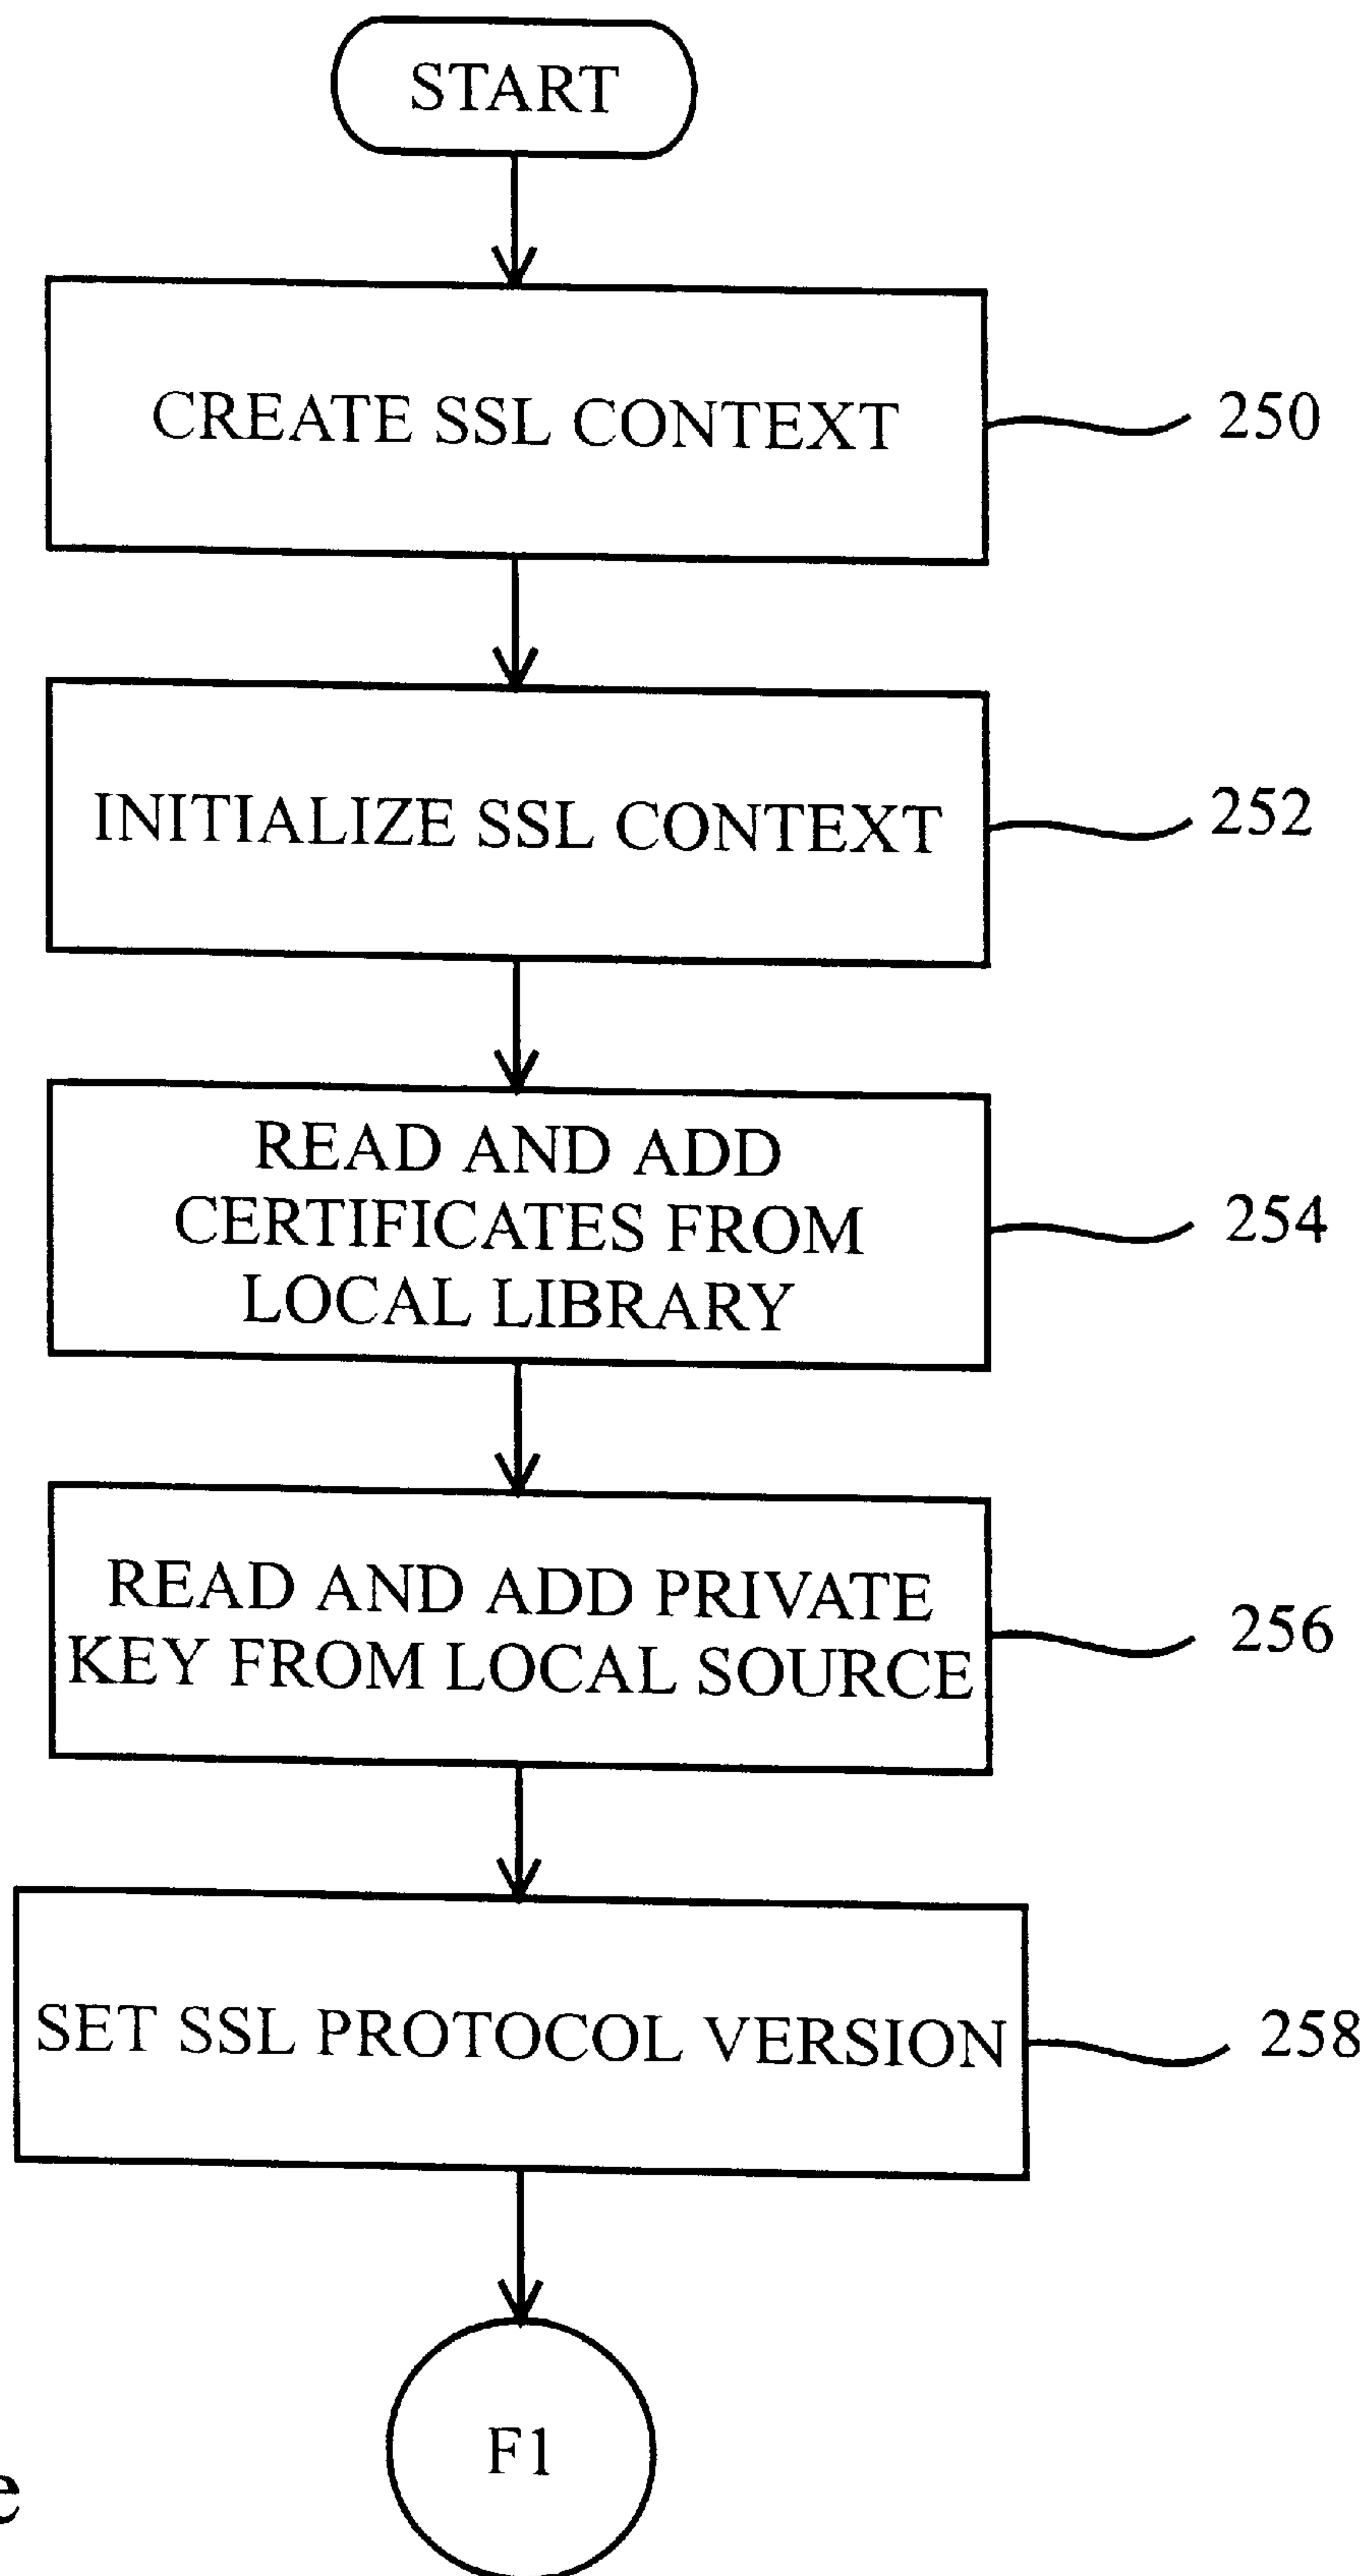 START
CREATE SSL CONTEXT
250
INITIALIZE SSL CONTEXT
252
READ AND ADD
CERTIFICATES FROM
LOCAL LIBRARY
254
READ AND ADD PRIVATE
KEY FROM LOCAL SOURCE
256
SET SSL PROTOCOL VERSION
258
F1